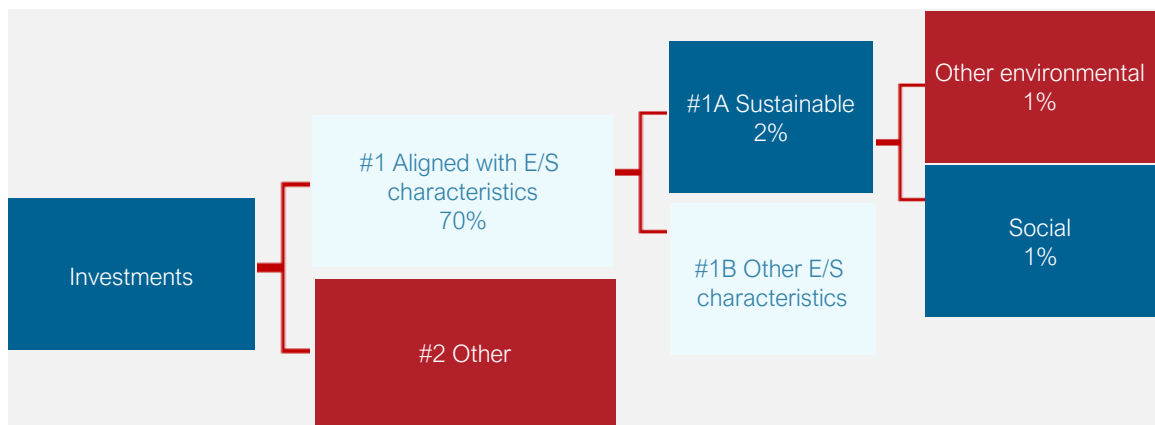 Investments
#1 Aligned with E/S
characteristics
70%
#2 Other
#1A Sustainable
2%
#1B Other E/S
characteristics
Other environmental
1%
Social
1%